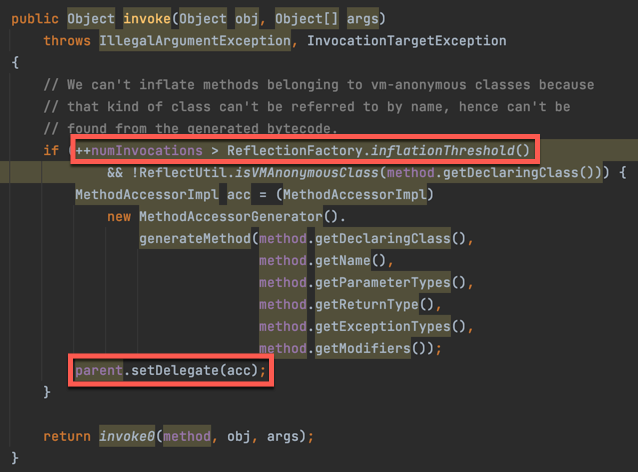 public Object invoke(Object obj, Object[] args)
    throws IllegalArgumentException, InvocationTargetException
{
    // We can't inflate methods belonging to vm-anonymous classes because
    // that kind of class can't be referred to by name, hence can't be
    // found from the generated bytecode.
    if (++numInvocations > ReflectionFactory.inflationThreshold()
            && !ReflectUtil.isVMAnonymousClass(method.getDeclaringClass())) {
        MethodAccessorImpl acc = (MethodAccessorImpl)
            new MethodAccessorGenerator().
                generateMethod(method.getDeclaringClass(),
                               method.getName(),
                               method.getParameterTypes(),
                               method.getReturnType(),
                               method.getExceptionTypes(),
                               method.getModifiers());
        parent.setDelegate(acc);
    }

    return invoke0(method, obj, args);
}